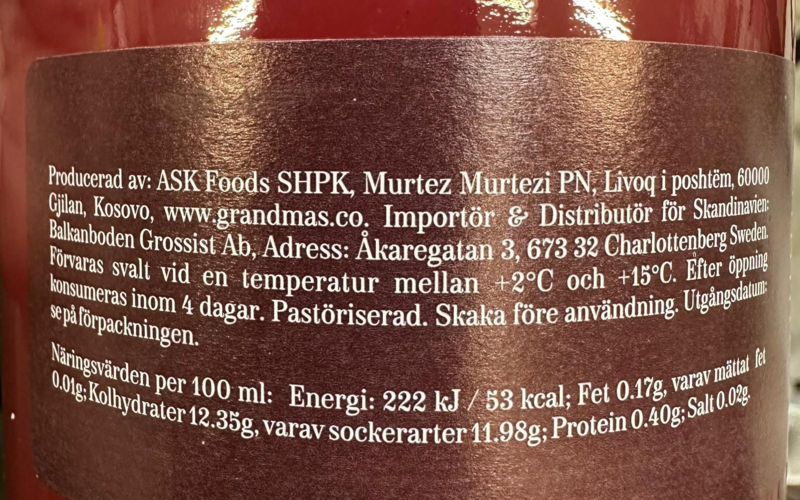 Producerad av: ASK Foods SHPK, Murtez Murtezi PN, Livoq i poshtëm, 60000
Gjilan, Kosovo, www.grandmas.co. Importör & Distributör för Skandinavien:
Balkanboden Grossist Ab, Adress: Åkaregatan 3, 673 32 Charlottenberg Sweden.
Förvaras svalt vid en temperatur mellan +2°C och +15°C. Efter öppning
konsumeras inom 4 dagar. Pastöriserad. Skaka före användning. Utgångsdatum:
se på förpackningen.
Näringsvärden per 100 ml: Energi: 222 kJ / 53 kcal; Fet 0.17g, varav mättat fet
0.01g; Kolhydrater 12.35g, varav sockerarter 11.98g; Protein 0.40g; Salt 0.02g.